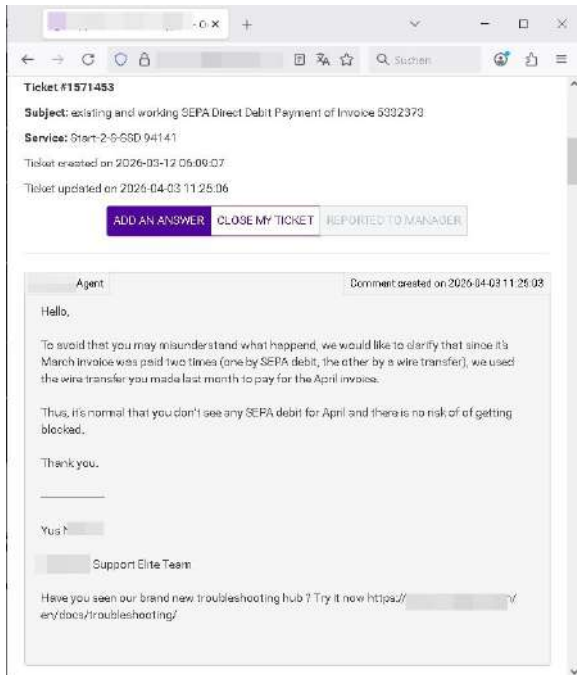 - O ×
Suchen
Ticket #1571453
Subject: existing and working SEPA Direct Debit Payment of Invoice 5332373
Service: Start-2-S-SSD 94141
Ticket created on 2026-03-12 06:09:07
Ticket updated on 2026-04-03 11:25:06
ADD AN ANSWER CLOSE MY TICKET REPORTED TO MANAGER
Agent Comment created on 2026-04-03 11:25:03
Hello,
To avoid that you may misunderstand what happend, we would like to clarify that since it's
March invoice was paid two times (one by SEPA debit, the other by a wire transfer), we used
the wire transfer you made last month to pay for the April invoice.
Thus, it's normal that you don't see any SEPA debit for April and there is no risk of of getting
blocked.
Thank you.
Yus
Support Elite Team
Have you seen our brand new troubleshooting hub ? Try it now https://
en/docs/troubleshooting/